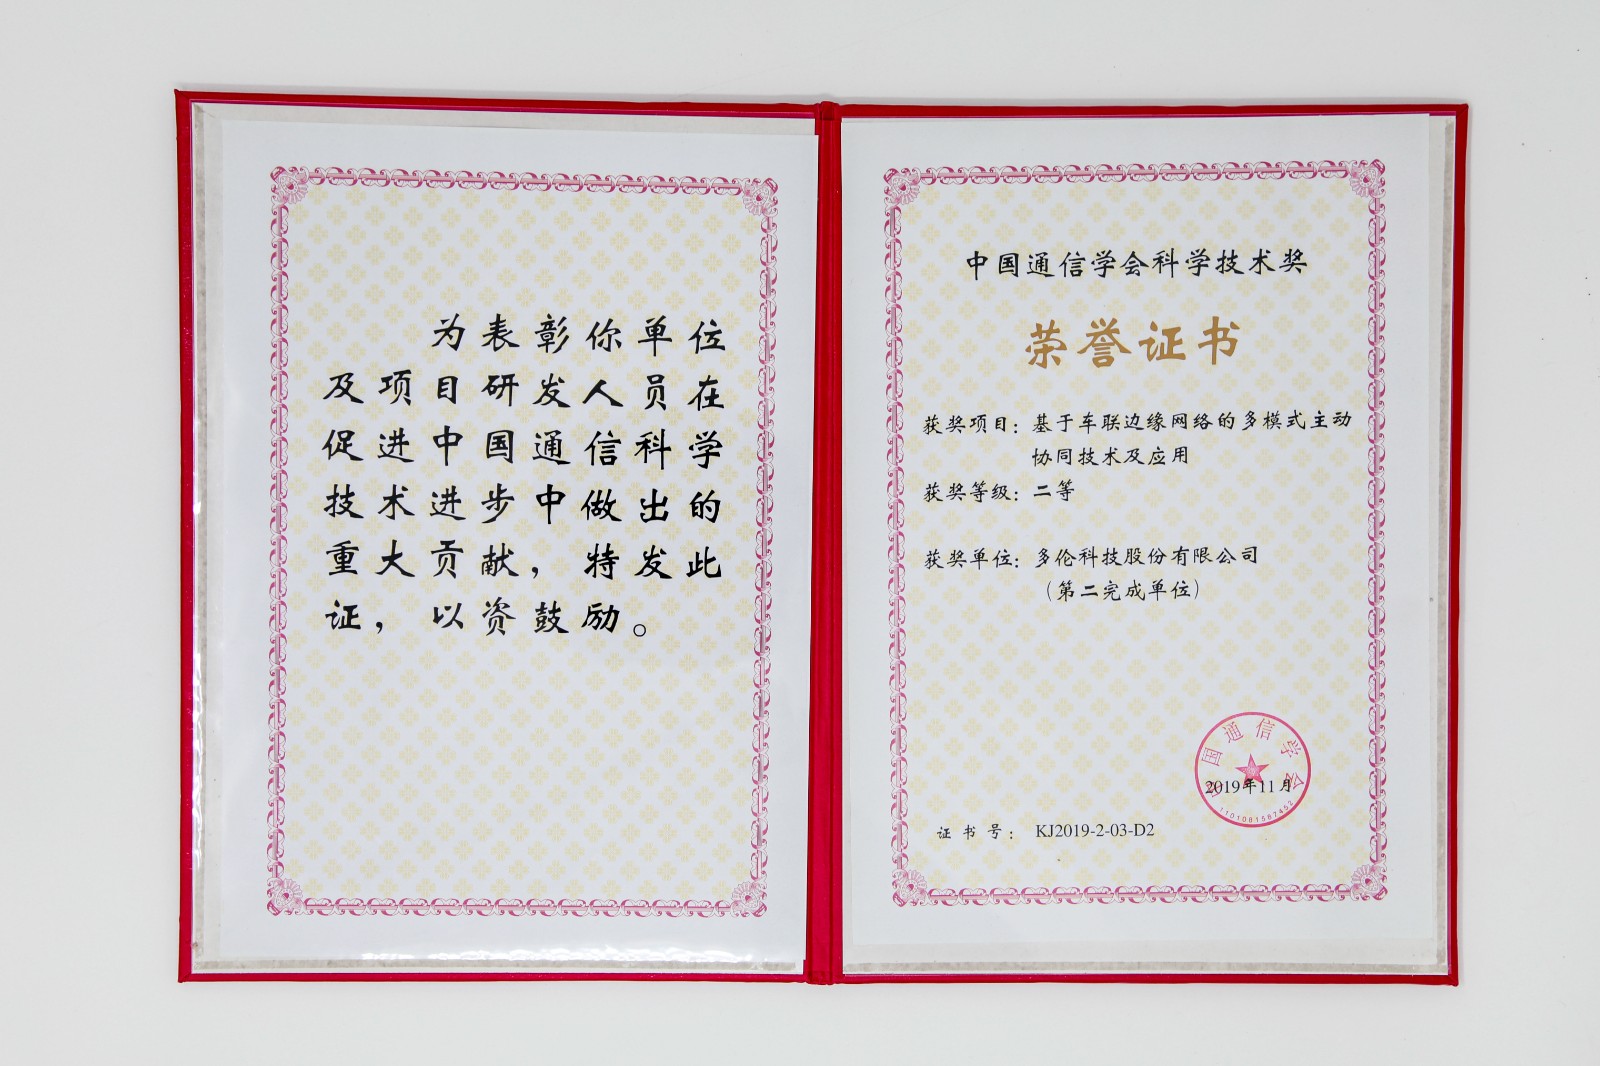 为表彰你单位
及项目研发人员在
促进中国通信科学
技术进步中做出的
重大贡献，特发此
证，以资鼓励。
中国通信学会科学技术奖
荣誉证书
获奖项目：基于车联边缘网络的多模式主动
协同技术及应用
获奖等级：二等
获奖单位：多伦科技股份有限公司
（第二完成单位）
中国通信学会
2019年11月
证书号：KJ2019-2-03-D2